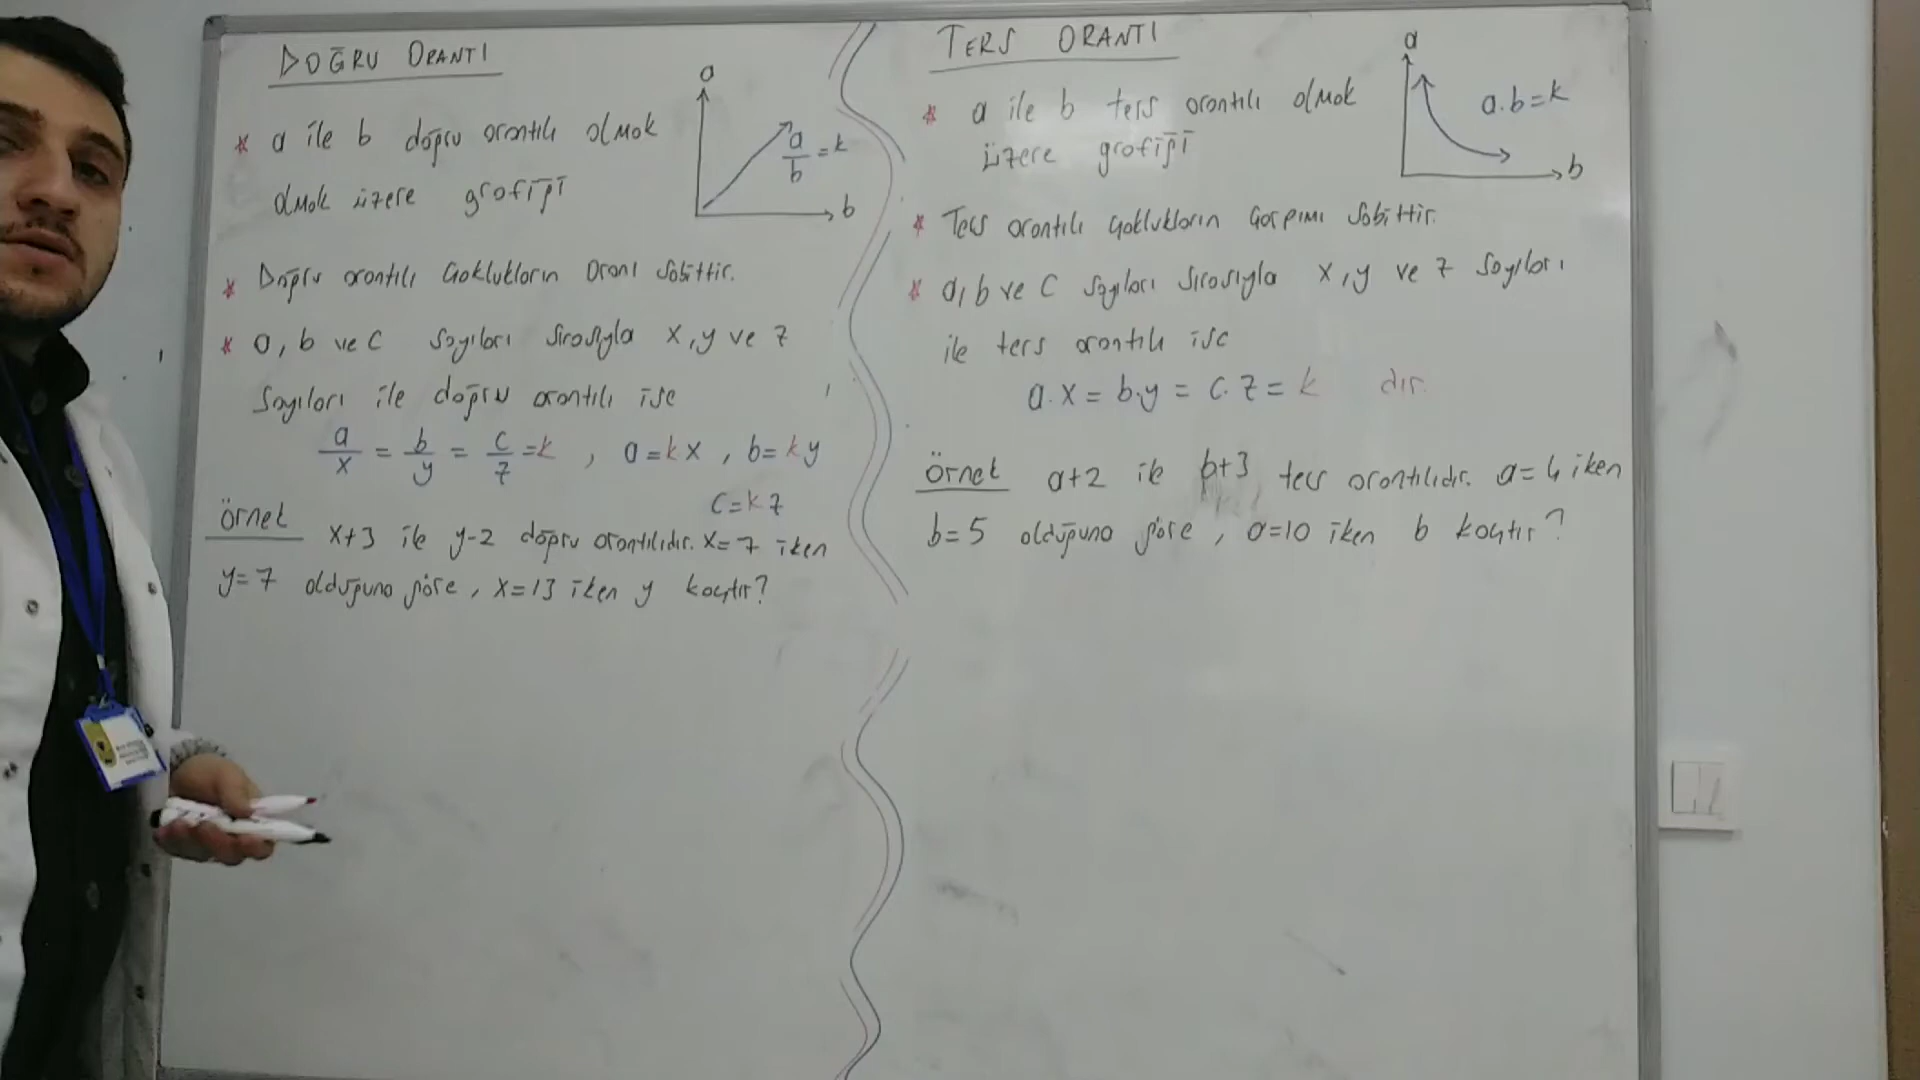 DOĞRU ORANTI
* a ile b doğru orantılı olmak
olmak üzere grafiği
a
a/b = k
b
* Doğru orantılı çoklukların oranı sabittir.
* a, b ve c sayıları sırasıyla x, y ve z
sayıları ile doğru orantılı ise
a/x = b/y = c/z = k , a = kx , b = ky
c = kz
Örnek x+3 ile y-2 doğru orantılıdır. x=7 iken
y=7 olduğuna göre, x=13 iken y kaçtır?
TERS ORANTI
* a ile b ters orantılı olmak
üzere grafiği
a
a.b=k
b
* Ters orantılı çoklukların çarpımı sabittir.
* a, b ve c sayıları sırasıyla x, y ve z sayıları
ile ters orantılı ise
a.x = b.y = c.z = k dır.
Örnek a+2 ile b+3 ters orantılıdır. a=4 iken
b=5 olduğuna göre, a=10 iken b kaçtır?